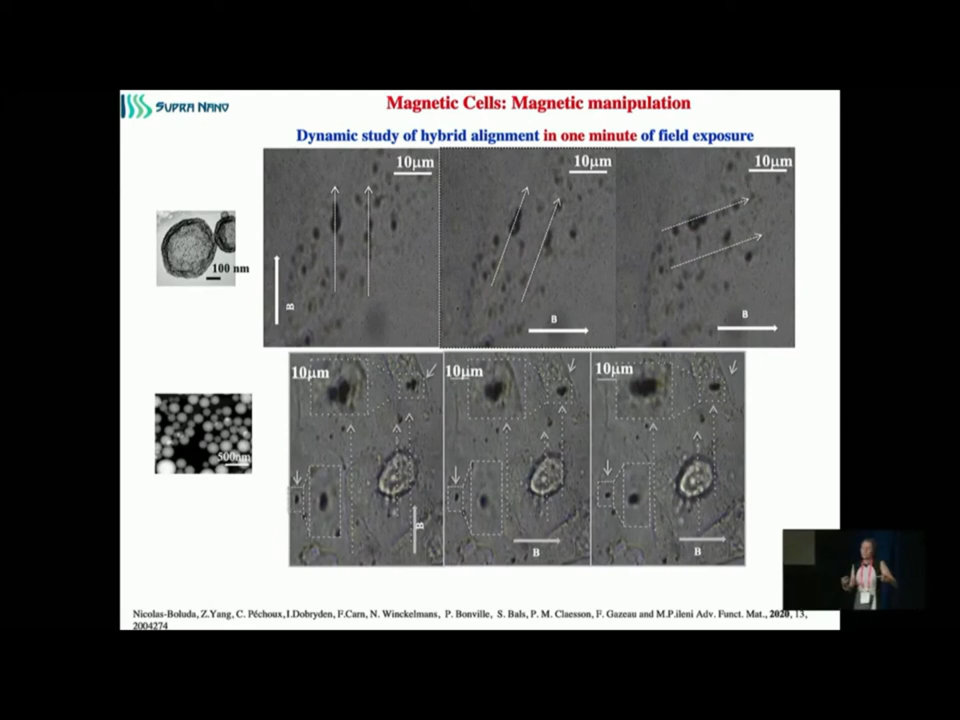 SUPRA NANO
Magnetic Cells: Magnetic manipulation
Dynamic study of hybrid alignment in one minute of field exposure
10µm
10µm
10µm
100 nm
B
B
B
10µm
10µm
10µm
500nm
B
B
B
Nicolas-Boluda, Z.Yang, C. Péchoux, I.Dobryden, F.Carn, N. Winckelmans, P. Bonville, S. Bals, P. M. Claesson, F. Gazeau and M.P.ileni Adv. Funct. Mat., 2020, 13,
2004274